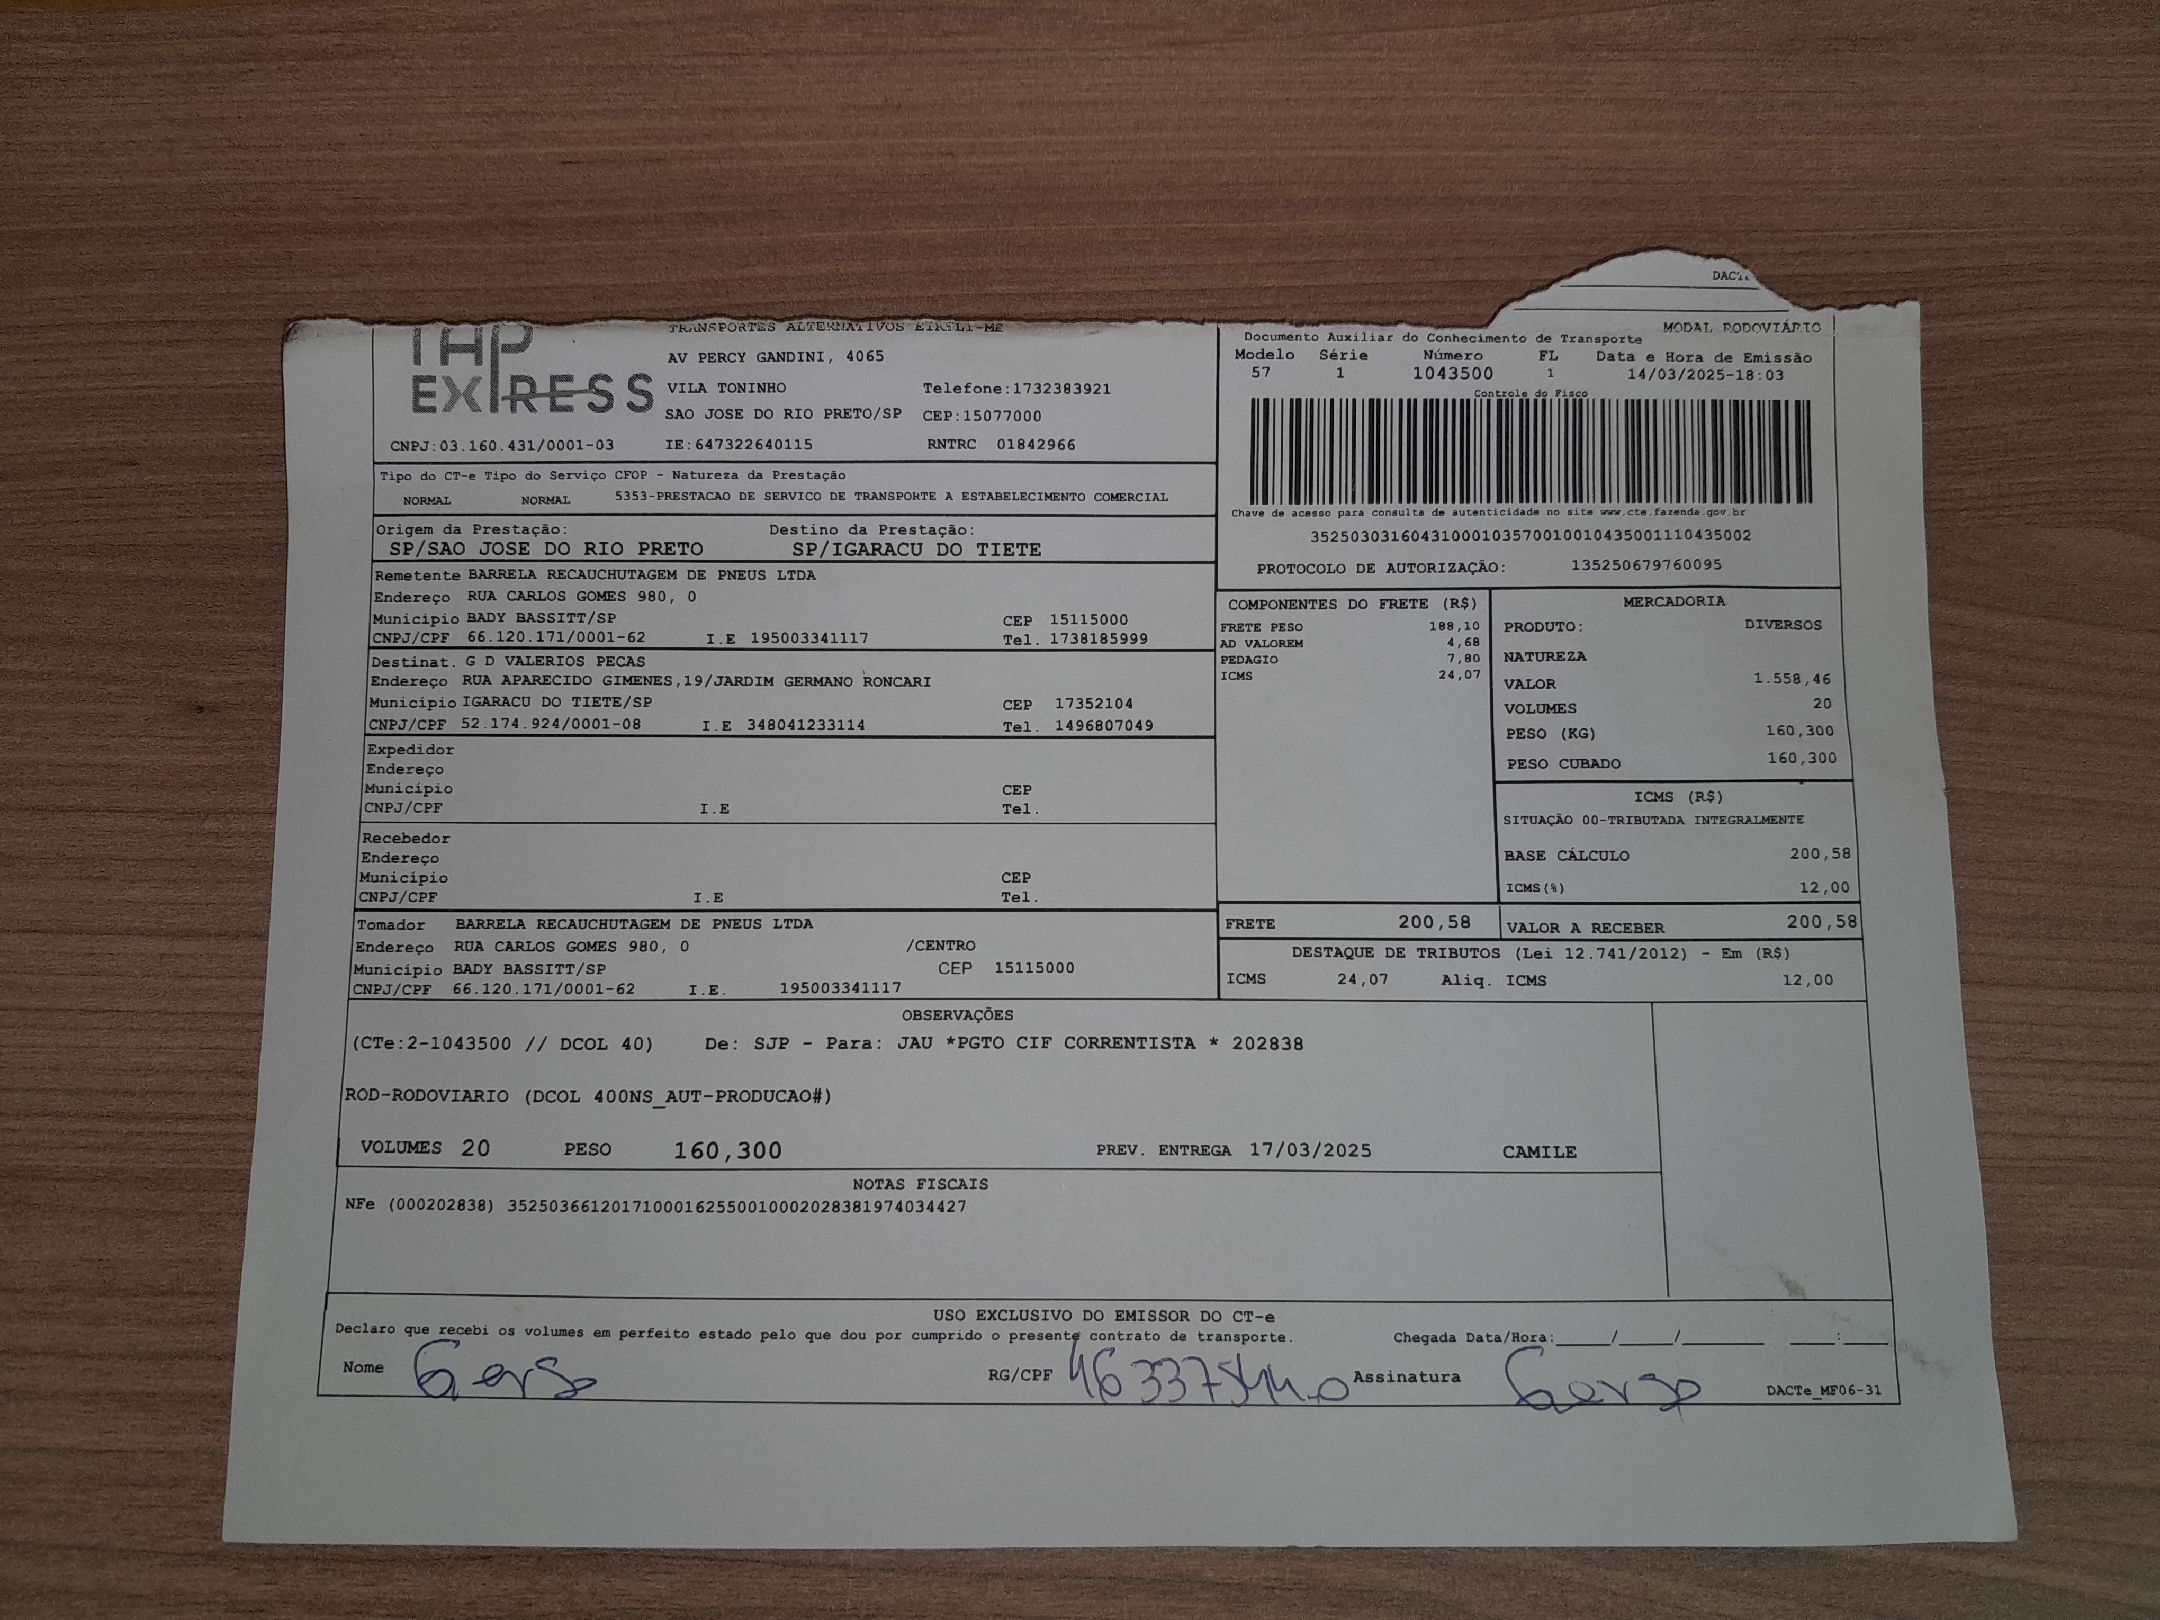 DACTE
TAP
EXPRESS
TRANSPORTES ALTERNATIVOS EIRELI-ME
AV PERCY GANDINI, 4065
VILA TONINHO Telefone:1732383921
SAO JOSE DO RIO PRETO/SP CEP:15077000
CNPJ:03.160.431/0001-03 IE:647322640115 RNTRC 01842966
MODAL RODOVIÁRIO
Documento Auxiliar do Conhecimento de Transporte
Modelo Série Número FL Data e Hora de Emissão
57 1 1043500 1 14/03/2025-18:03
Controle do Fisco
Chave de acesso para consulta de autenticidade no site www.cte.fazenda.gov.br
35250303160431000103570010010435001110435002
PROTOCOLO DE AUTORIZAÇÃO: 135250679760095
Tipo do CT-e Tipo do Serviço CFOP - Natureza da Prestação
NORMAL NORMAL 5353-PRESTACAO DE SERVICO DE TRANSPORTE A ESTABELECIMENTO COMERCIAL
Origem da Prestação: Destino da Prestação:
SP/SAO JOSE DO RIO PRETO SP/IGARACU DO TIETE
Remetente BARRELA RECAUCHUTAGEM DE PNEUS LTDA
Endereço RUA CARLOS GOMES 980, 0
Município BADY BASSITT/SP CEP 15115000
CNPJ/CPF 66.120.171/0001-62 I.E 195003341117 Tel. 1738185999
Destinat. G D VALERIOS PECAS
Endereço RUA APARECIDO GIMENES,19/JARDIM GERMANO RONCARI
Município IGARACU DO TIETE/SP CEP 17352104
CNPJ/CPF 52.174.924/0001-08 I.E 348041233114 Tel. 1496807049
Expedidor
Endereço
Município CEP
CNPJ/CPF I.E Tel.
Recebedor
Endereço
Município CEP
CNPJ/CPF I.E Tel.
Tomador BARRELA RECAUCHUTAGEM DE PNEUS LTDA
Endereço RUA CARLOS GOMES 980, 0 /CENTRO
Município BADY BASSITT/SP CEP 15115000
CNPJ/CPF 66.120.171/0001-62 I.E. 195003341117
COMPONENTES DO FRETE (R$)
FRETE PESO 188,10
AD VALOREM 4,68
PEDAGIO 7,80
ICMS 24,07
MERCADORIA
PRODUTO: DIVERSOS
NATUREZA
VALOR 1.558,46
VOLUMES 20
PESO (KG) 160,300
PESO CUBADO 160,300
ICMS (R$)
SITUAÇÃO 00-TRIBUTADA INTEGRALMENTE
BASE CÁLCULO 200,58
ICMS(%) 12,00
FRETE 200,58 VALOR A RECEBER 200,58
DESTAQUE DE TRIBUTOS (Lei 12.741/2012) - Em (R$)
ICMS 24,07 Aliq. ICMS 12,00
OBSERVAÇÕES
(CTe:2-1043500 // DCOL 40) De: SJP - Para: JAU *PGTO CIF CORRENTISTA * 202838
ROD-RODOVIARIO (DCOL 400NS_AUT-PRODUCAO#)
VOLUMES 20 PESO 160,300 PREV. ENTREGA 17/03/2025 CAMILE
NOTAS FISCAIS
NFe (000202838) 35250366120171000162550010002028381974034427
USO EXCLUSIVO DO EMISSOR DO CT-e
Declaro que recebi os volumes em perfeito estado pelo que dou por cumprido o presente contrato de transporte. Chegada Data/Hora:____/____/______ ____:____
Nome RG/CPF Assinatura
DACTe_MF06-31